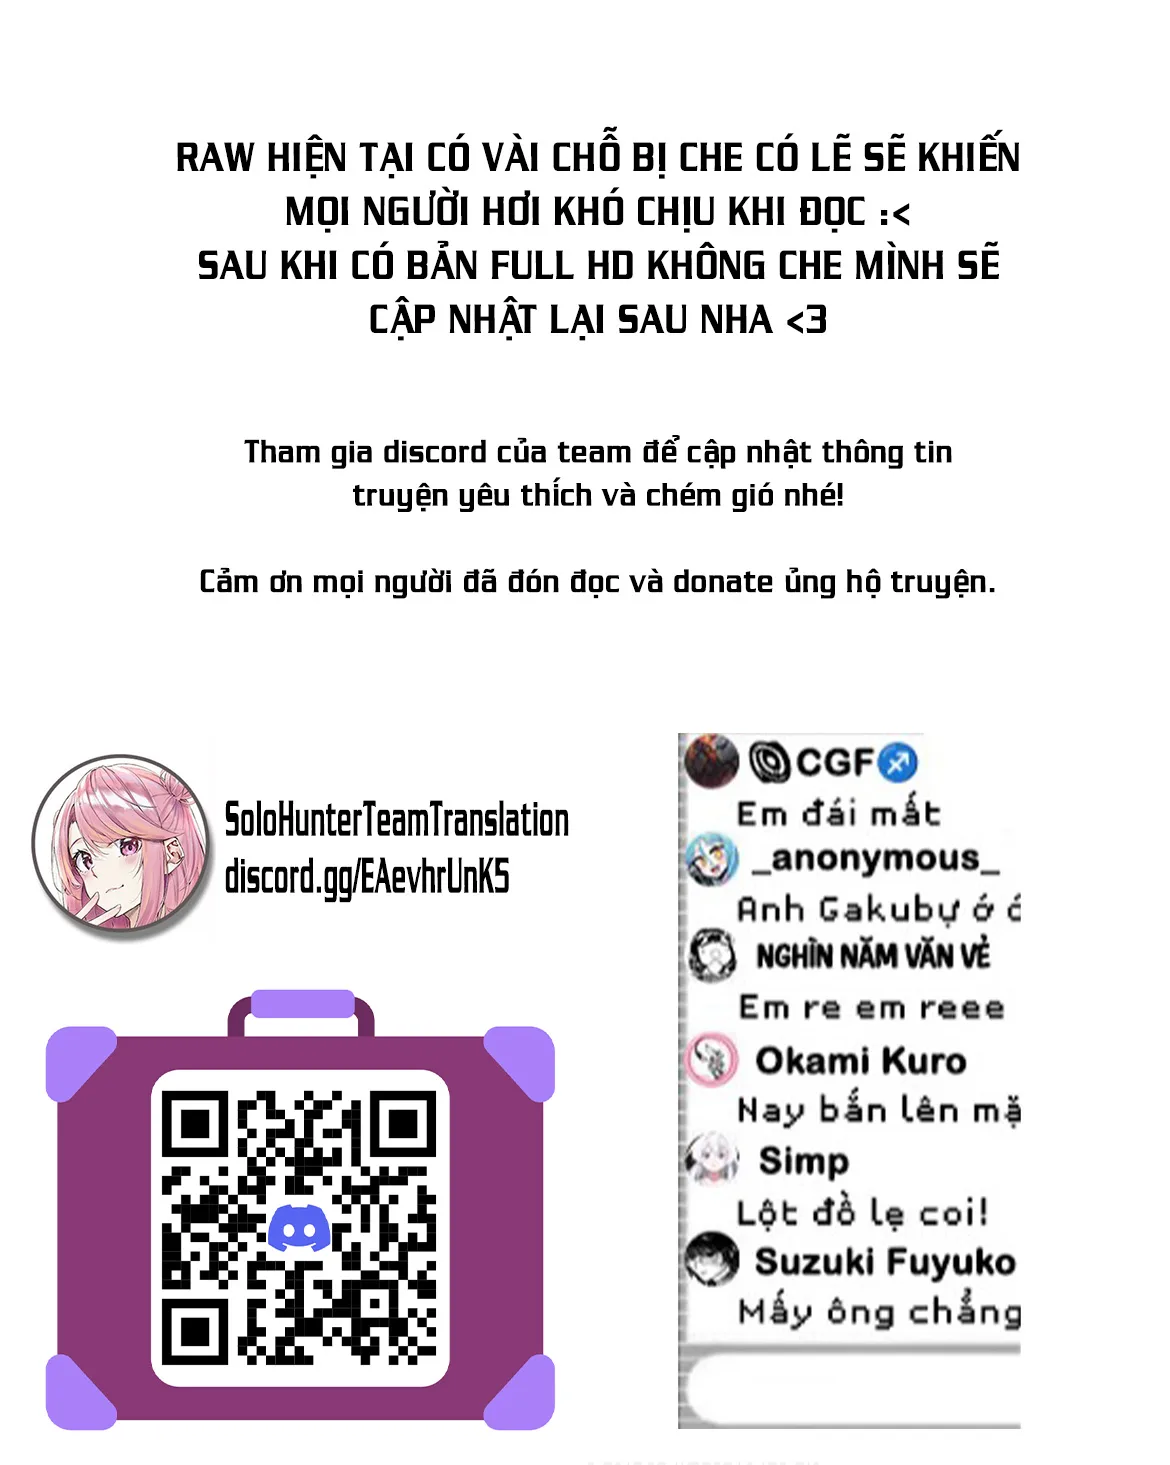 RAW HIỆN TẠI CÓ VÀI CHỖ BỊ CHE CÓ LẼ SẼ KHIẾN
MỌI NGƯỜI HƠI KHÓ CHỊU KHI ĐỌC :<
SAU KHI CÓ BẢN FULL HD KHÔNG CHE MÌNH SẼ
CẬP NHẬT LẠI SAU NHA <3
Tham gia discord của team để cập nhật thông tin
truyện yêu thích và chém gió nhé!
Cảm ơn mọi người đã đón đọc và donate ủng hộ truyện.
SoloHunterTeamTranslation
discord.gg/EAevhrUnK5
CGF
Em đái mất
_anonymous_
Anh Gakubự ớ
NGHÌN NĂM VĂN VẺ
Em re em reee
Okami Kuro
Nay bắn lên
Simp
Lột đồ lẹ coi!
Suzuki Fuyuko
Mấy ông chẳng